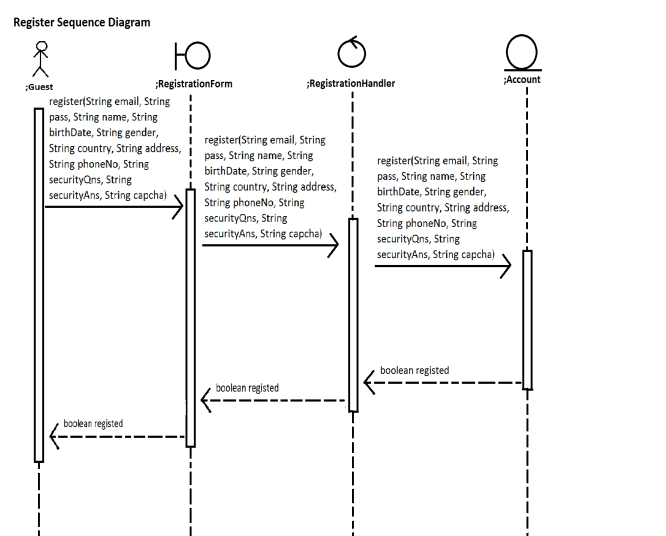 Register Sequence Diagram
;Guest
;RegistrationForm
;RegistrationHandler
;Account
register(String email, String
pass, String name, String
birthDate, String gender,
String country, String address,
String phoneNo, String
securityQns, String
securityAns, String capcha)
register(String email, String
pass, String name, String
birthDate, String gender,
String country, String address,
String phoneNo, String
securityQns, String
securityAns, String capcha)
register(String email, String
pass, String name, String
birthDate, String gender,
String country, String address,
String phoneNo, String
securityQns, String
securityAns, String capcha)
boolean registed
boolean registed
boolean registed